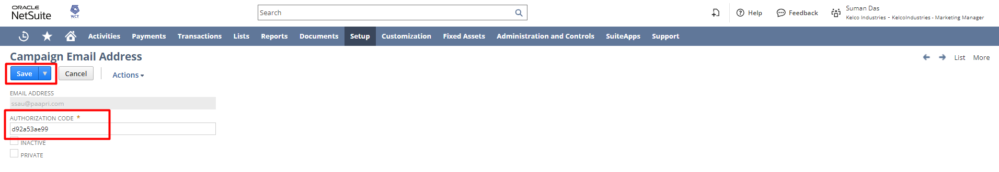 ORACLE
NetSuite
WCT
Search
Help
Feedback
Suman Das
Kelco Industries - KelcoIndustries - Marketing Manager
Activities Payments Transactions Lists Reports Documents Setup Customization Fixed Assets Administration and Controls SuiteApps Support
Campaign Email Address
List More
Save Cancel Actions
EMAIL ADDRESS
ssau@paapri.com
AUTHORIZATION CODE *
d92a53ae99
INACTIVE
PRIVATE